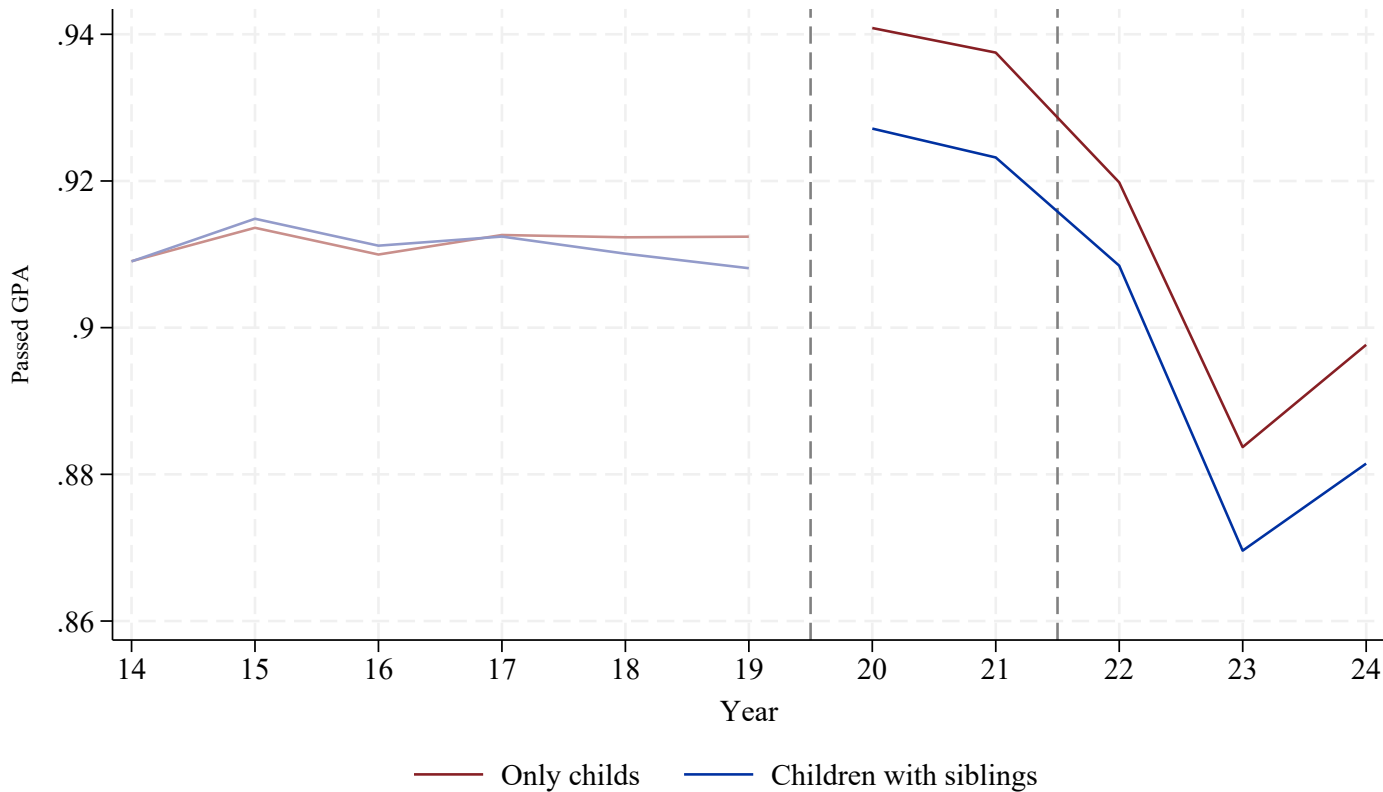 .94
.92
.9
.88
.86
Passed GPA
14 15 16 17 18 19 20 21 22 23 24
Year
Only childs Children with siblings